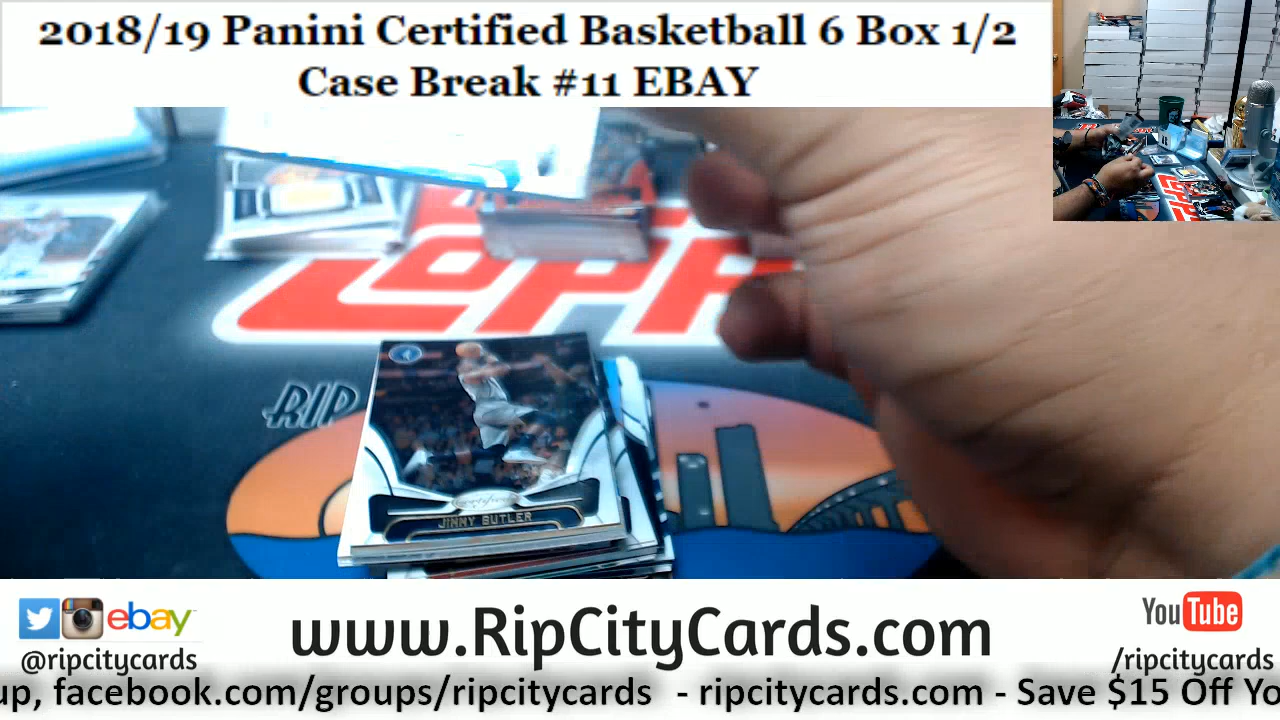 2018/19 Panini Certified Basketball 6 Box 1/2
Case Break #11 EBAY
RIP
JIMMY BUTLER
ebay
@ripcitycards
www.RipCityCards.com
YouTube
/ripcitycards
up, facebook.com/groups/ripcitycards - ripcitycards.com - Save $15 Off Yo